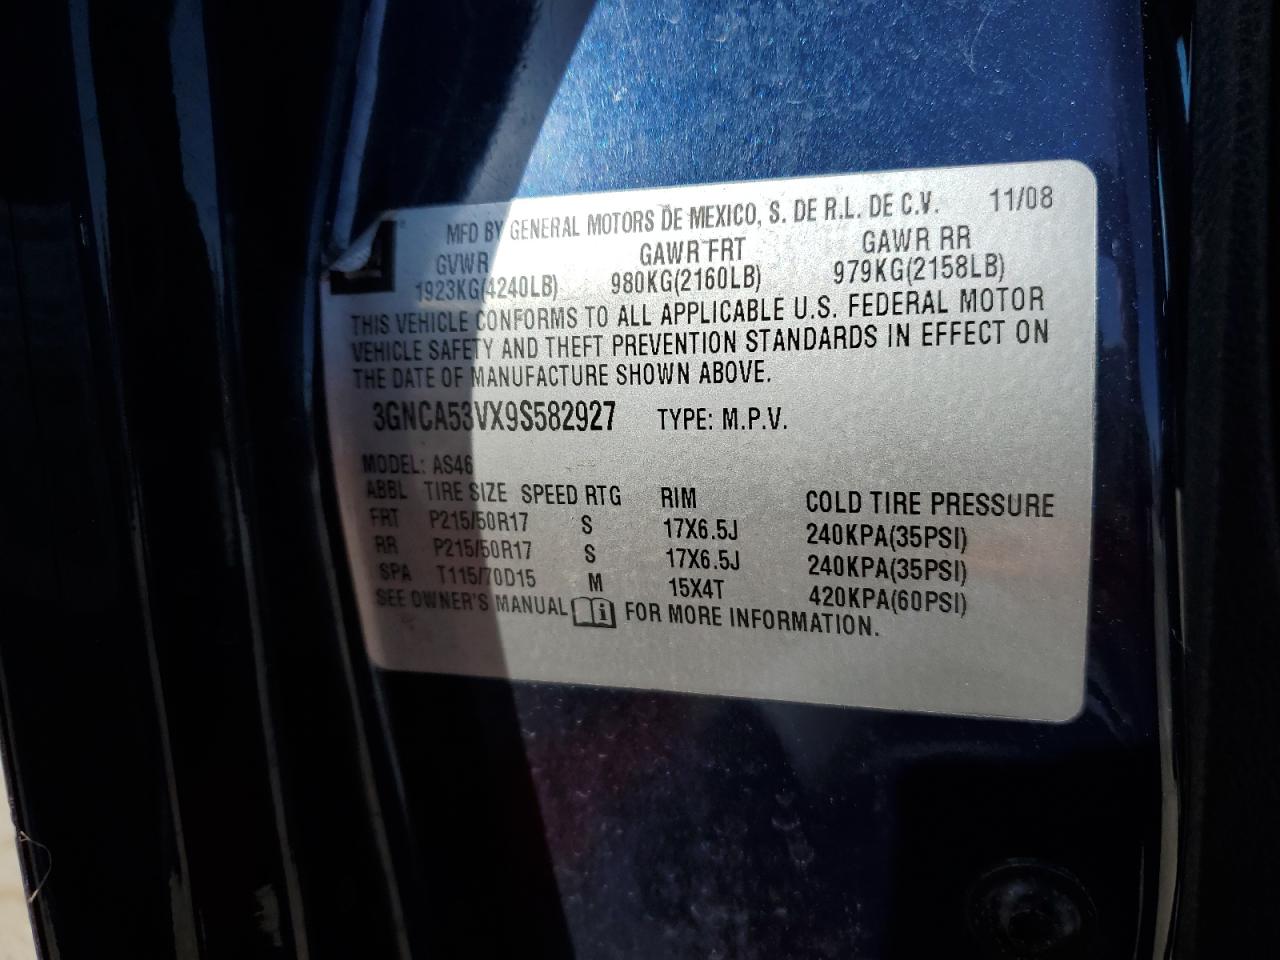 MFD BY GENERAL MOTORS DE MEXICO, S. DE R.L. DE C.V. 11/08
GVWR GAWR FRT GAWR RR
1923KG(4240LB) 980KG(2160LB) 979KG(2158LB)
THIS VEHICLE CONFORMS TO ALL APPLICABLE U.S. FEDERAL MOTOR
VEHICLE SAFETY AND THEFT PREVENTION STANDARDS IN EFFECT ON
THE DATE OF MANUFACTURE SHOWN ABOVE.
3GNCA53VX9S582927 TYPE: M.P.V.
MODEL: AS46
ABBL TIRE SIZE SPEED RTG RIM COLD TIRE PRESSURE
FRT P215/50R17 S 17X6.5J 240KPA(35PSI)
RR P215/50R17 S 17X6.5J 240KPA(35PSI)
SPA T115/70D15 M 15X4T 420KPA(60PSI)
SEE OWNER'S MANUAL i FOR MORE INFORMATION.